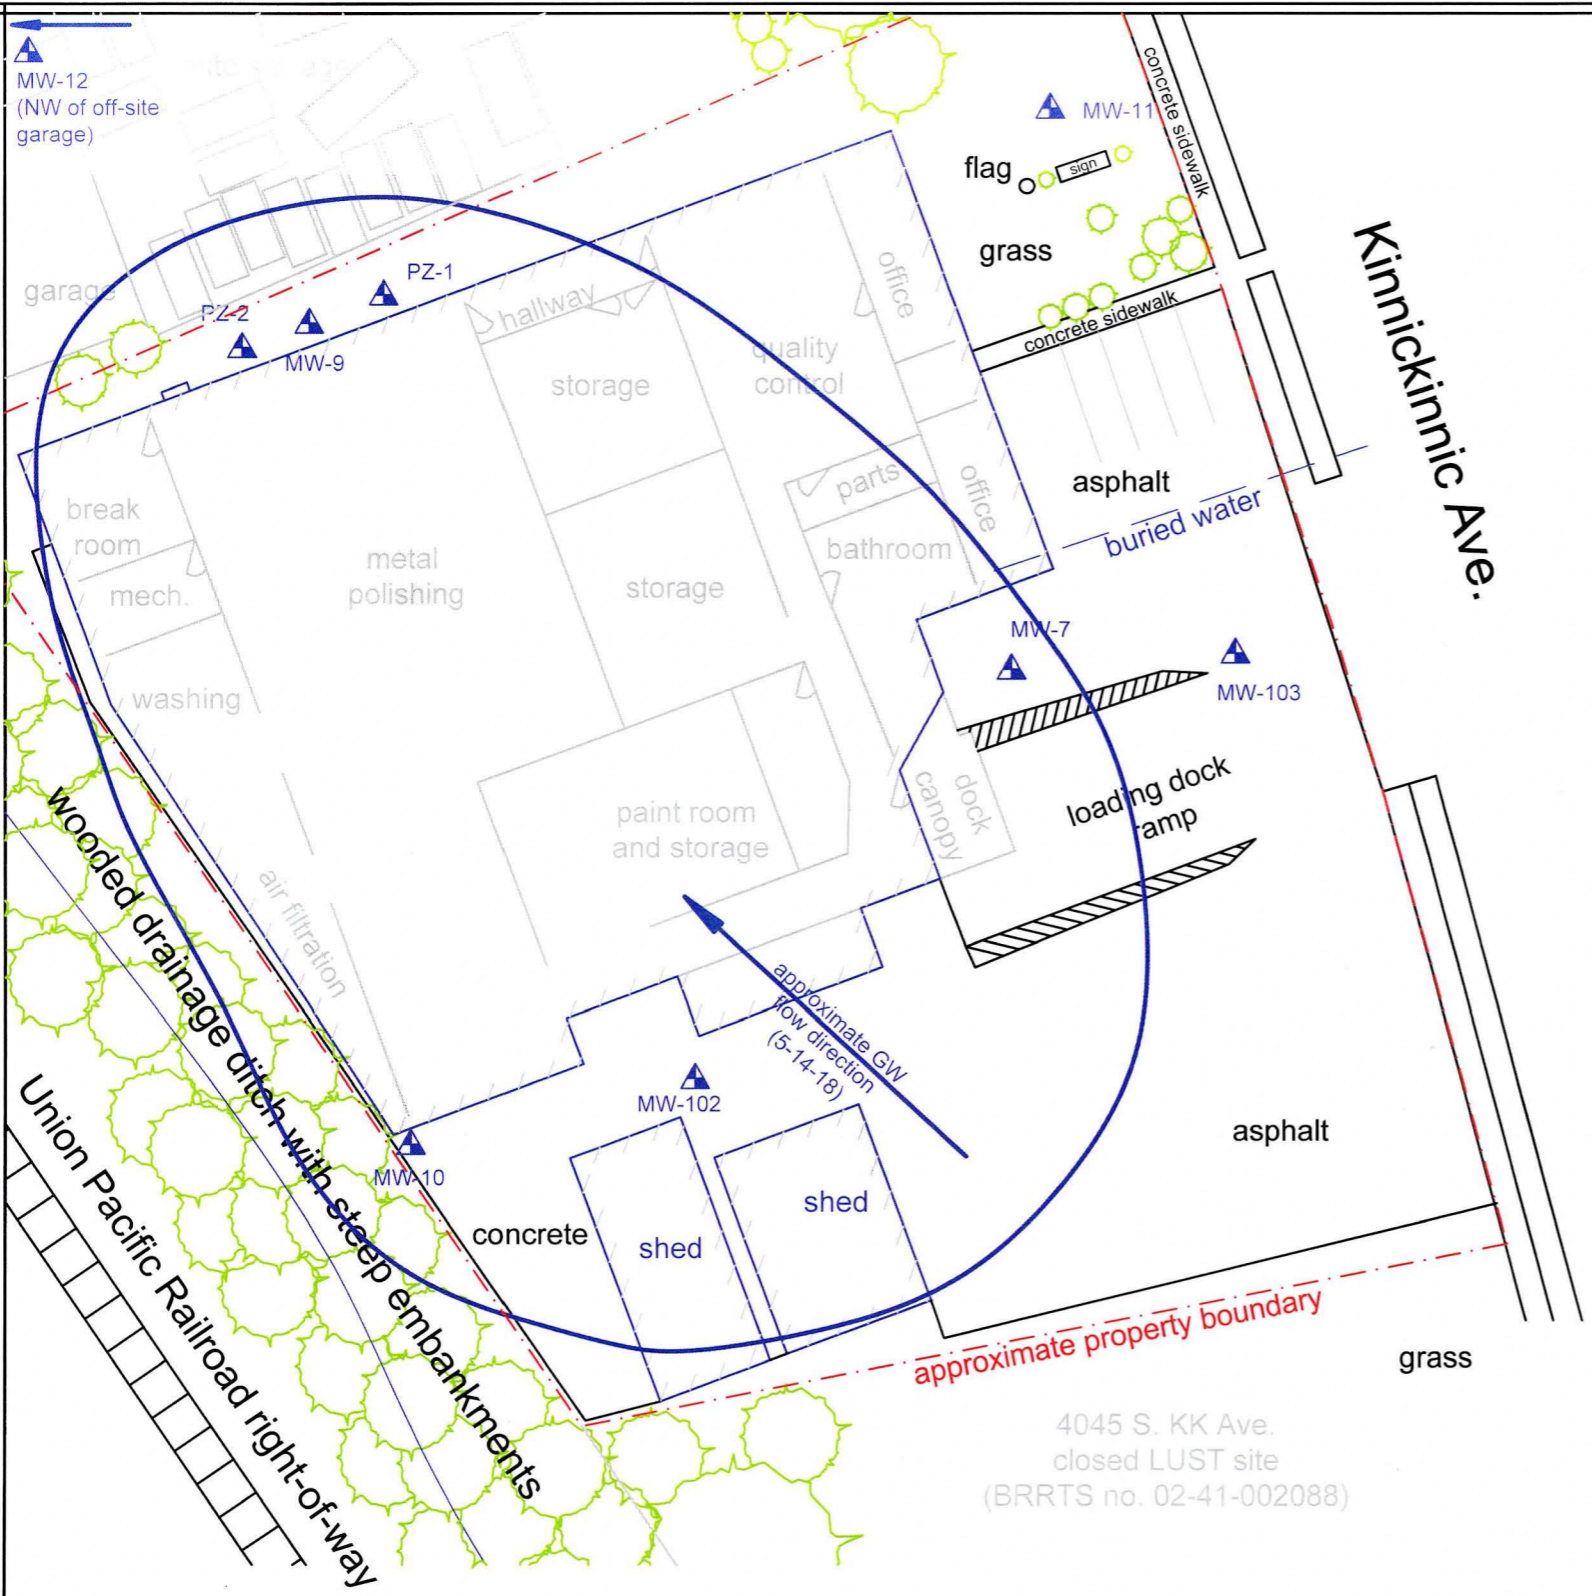 auto storage
MW-12
(NW of off-site
garage)
MW-11
concrete sidewalk
flag
sign
grass
Kinnickinnic Ave.
garage
PZ-1
PZ-2
MW-9
hallway
office
concrete sidewalk
storage
quality
control
asphalt
parts
office
buried water
break
room
mech.
metal
polishing
storage
bathroom
MW-7
MW-103
washing
paint room
and storage
dock
canopy
loading dock
ramp
wooded drainage ditch with steep embankments
air filtration
approximate GW
flow direction
(5-14-18)
MW-102
MW-10
Union Pacific Railroad right-of-way
concrete
shed
shed
asphalt
approximate property boundary
grass
4045 S. KK Ave.
closed LUST site
(BRRTS no. 02-41-002088)